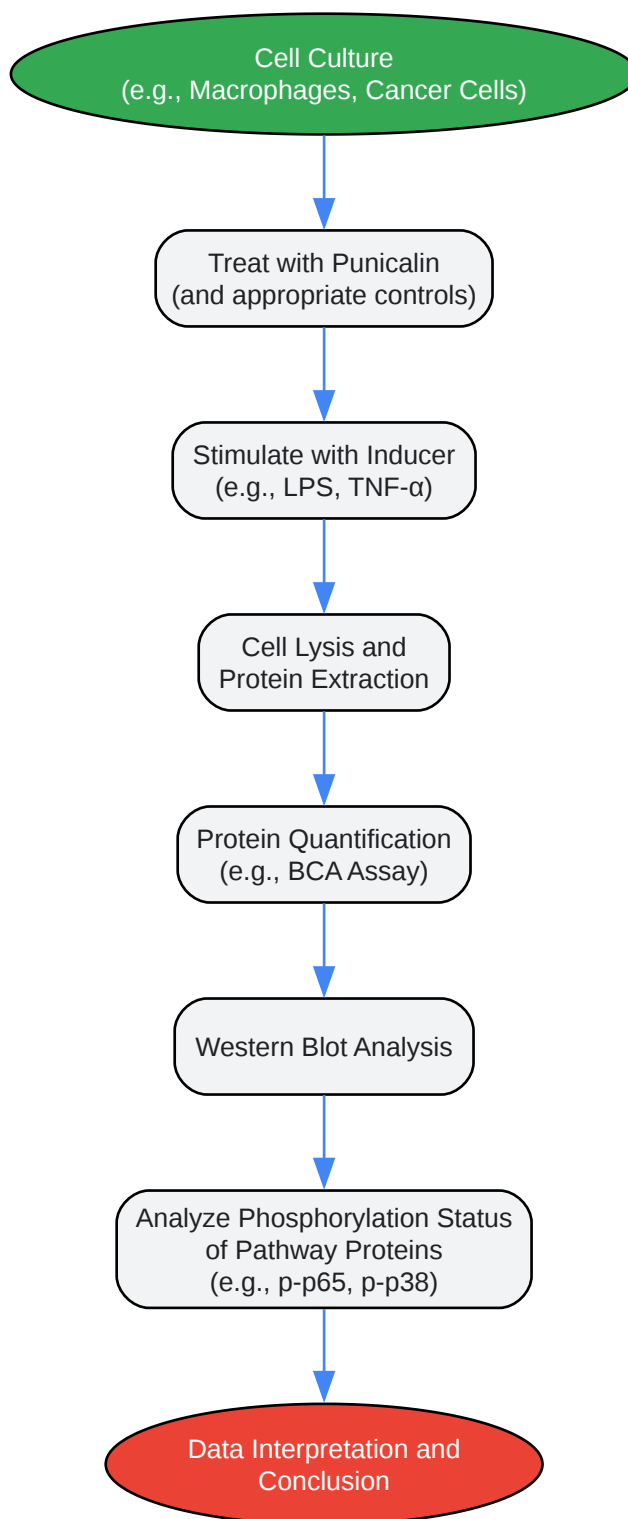 Cell Culture
(e.g., Macrophages, Cancer Cells)
Treat with Punicalin
(and appropriate controls)
Stimulate with Inducer
(e.g., LPS, TNF-α)
Cell Lysis and
Protein Extraction
Protein Quantification
(e.g., BCA Assay)
Western Blot Analysis
Analyze Phosphorylation Status
of Pathway Proteins
(e.g., p-p65, p-p38)
Data Interpretation and
Conclusion